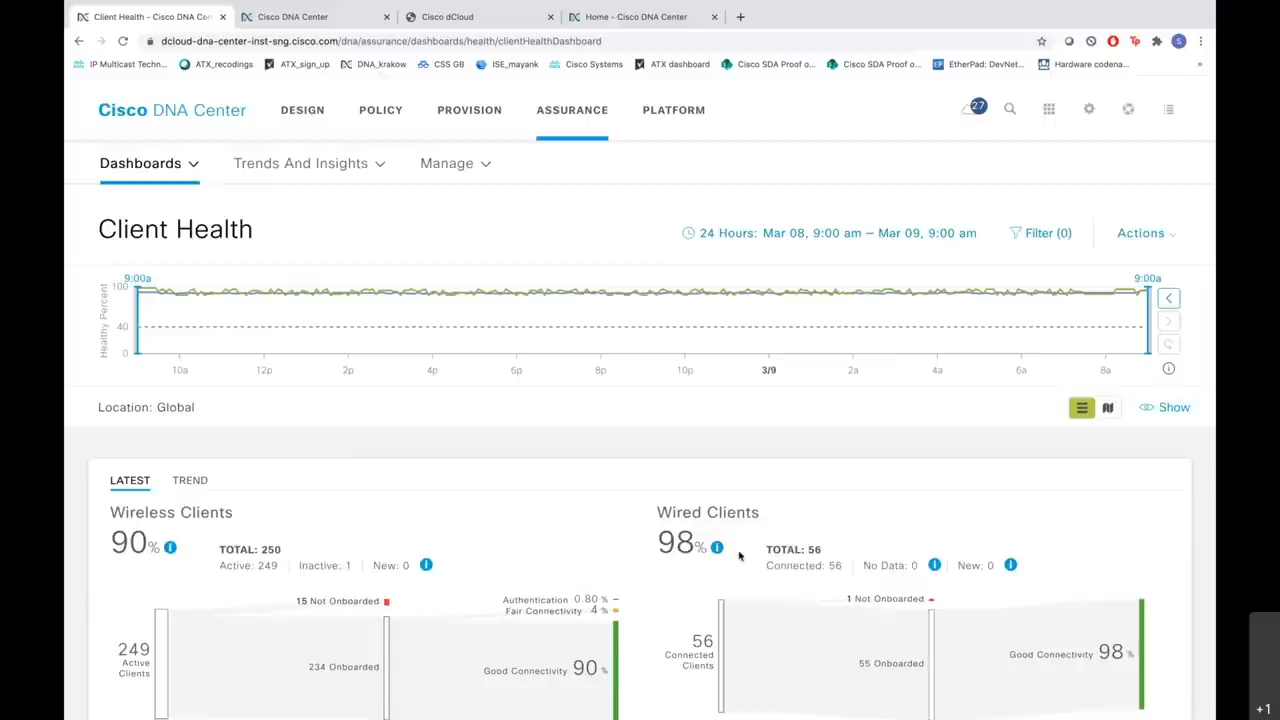 Client Health - Cisco DNA Cen
Cisco DNA Center
Cisco dCloud
Home - Cisco DNA Center
dcloud-dna-center-inst-sng.cisco.com/dna/assurance/dashboards/health/clientHealthDashboard
S
IP Multicast Techn...
ATX_recodings
ATX_sign_up
DNA_krakow
CSS GB
ISE_mayank
Cisco Systems
ATX dashboard
Cisco SDA Proof o...
Cisco SDA Proof o...
EtherPad: DevNet...
Hardware codena...
»
Cisco DNA Center
DESIGN
POLICY
PROVISION
ASSURANCE
PLATFORM
27
Dashboards
Trends And Insights
Manage
Client Health
24 Hours: Mar 08, 9:00 am – Mar 09, 9:00 am
Filter (0)
Actions
9:00a
9:00a
Healthy Percent
100
40
0
10a
12p
2p
4p
6p
8p
10p
3/9
2a
4a
6a
8a
Location: Global
Show
LATEST
TREND
Wireless Clients
90%
TOTAL: 250
Active: 249
Inactive: 1
New: 0
15 Not Onboarded
Authentication 0.80 %
Fair Connectivity 4 %
249
Active
Clients
234 Onboarded
Good Connectivity 90 %
Wired Clients
98%
TOTAL: 56
Connected: 56
No Data: 0
New: 0
1 Not Onboarded
56
Connected
Clients
55 Onboarded
Good Connectivity 98 %
+1